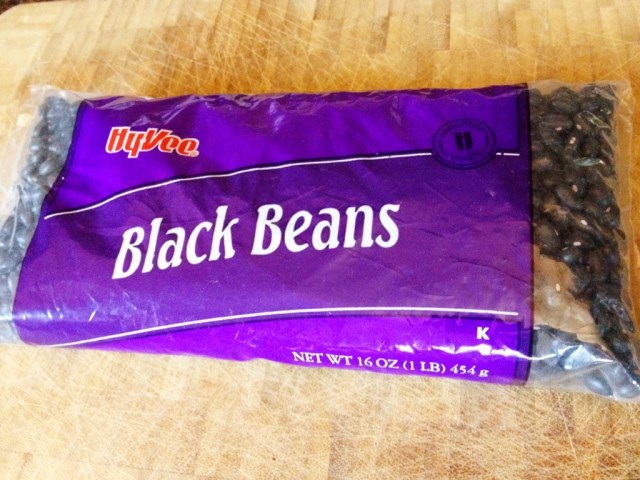 HyVee
Black Beans
K
NET WT 16 OZ (1 LB) 454 g